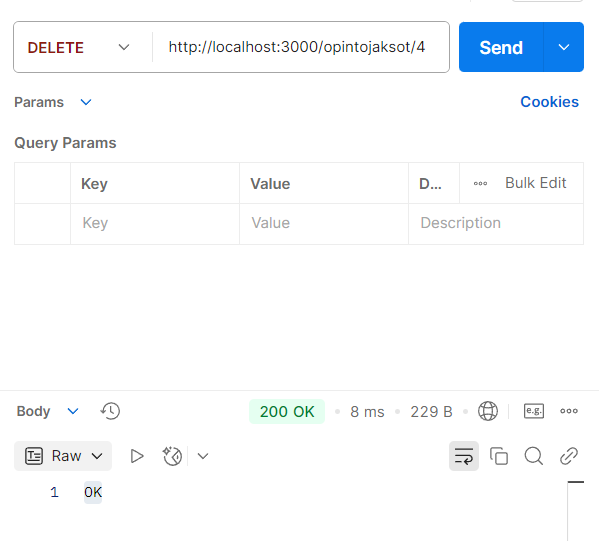 DELETE http://localhost:3000/opintojaksot/4 Send
Params Cookies
Query Params
Key Value D... Bulk Edit
Key Value Description
Body 200 OK 8 ms 229 B e.g.
Raw
1 OK